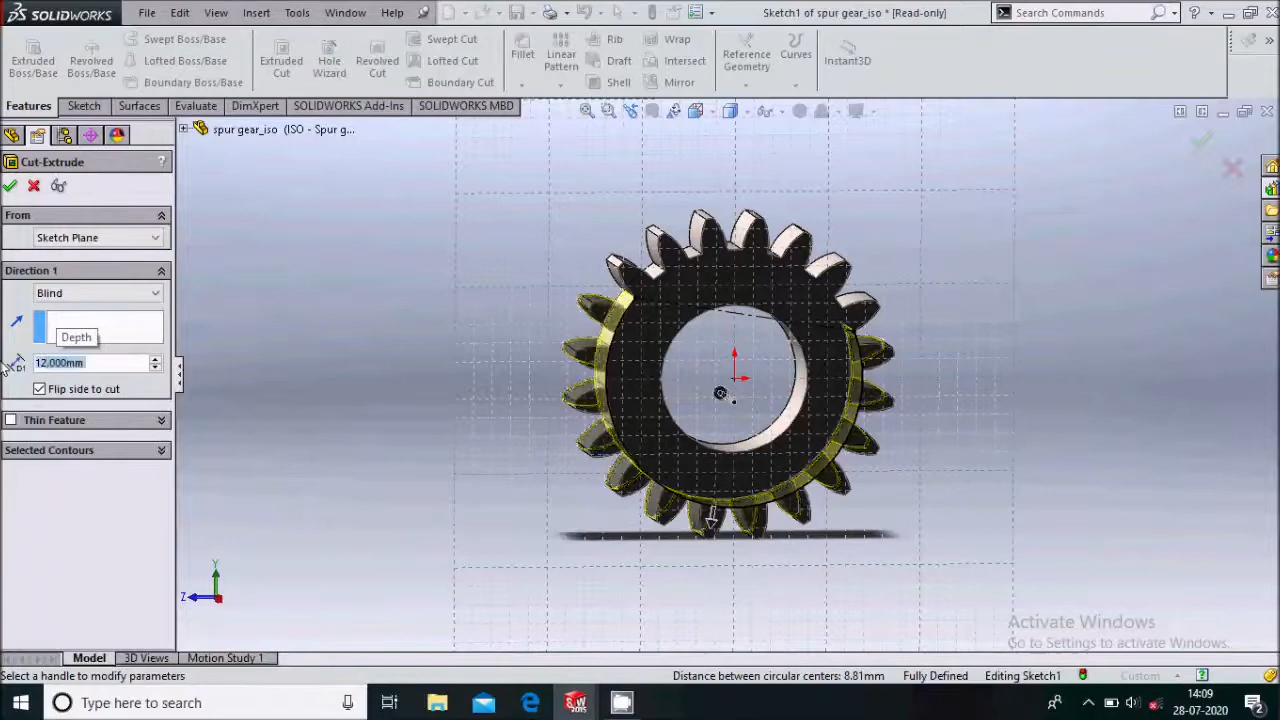 SOLIDWORKS
File Edit View Insert Tools Window Help
Sketch1 of spur gear_iso * [Read-only]
Search Commands
Extruded Boss/Base
Revolved Boss/Base
Swept Boss/Base
Lofted Boss/Base
Boundary Boss/Base
Extruded Cut
Hole Wizard
Revolved Cut
Swept Cut
Lofted Cut
Boundary Cut
Fillet
Linear Pattern
Rib
Draft
Shell
Wrap
Intersect
Mirror
Reference Geometry
Curves
Instant3D
Features Sketch Surfaces Evaluate DimXpert SOLIDWORKS Add-Ins SOLIDWORKS MBD
spur gear_iso (ISO - Spur g...
Cut-Extrude ?
From
Sketch Plane
Direction 1
Blind
Depth
12.000mm
Flip side to cut
Thin Feature
Selected Contours
Y
Z
Activate Windows
Go to Settings to activate Windows.
Model 3D Views Motion Study 1
Select a handle to modify parameters
Distance between circular centers: 8.81mm Fully Defined Editing Sketch1 Custom
Type here to search
14:09
28-07-2020
2